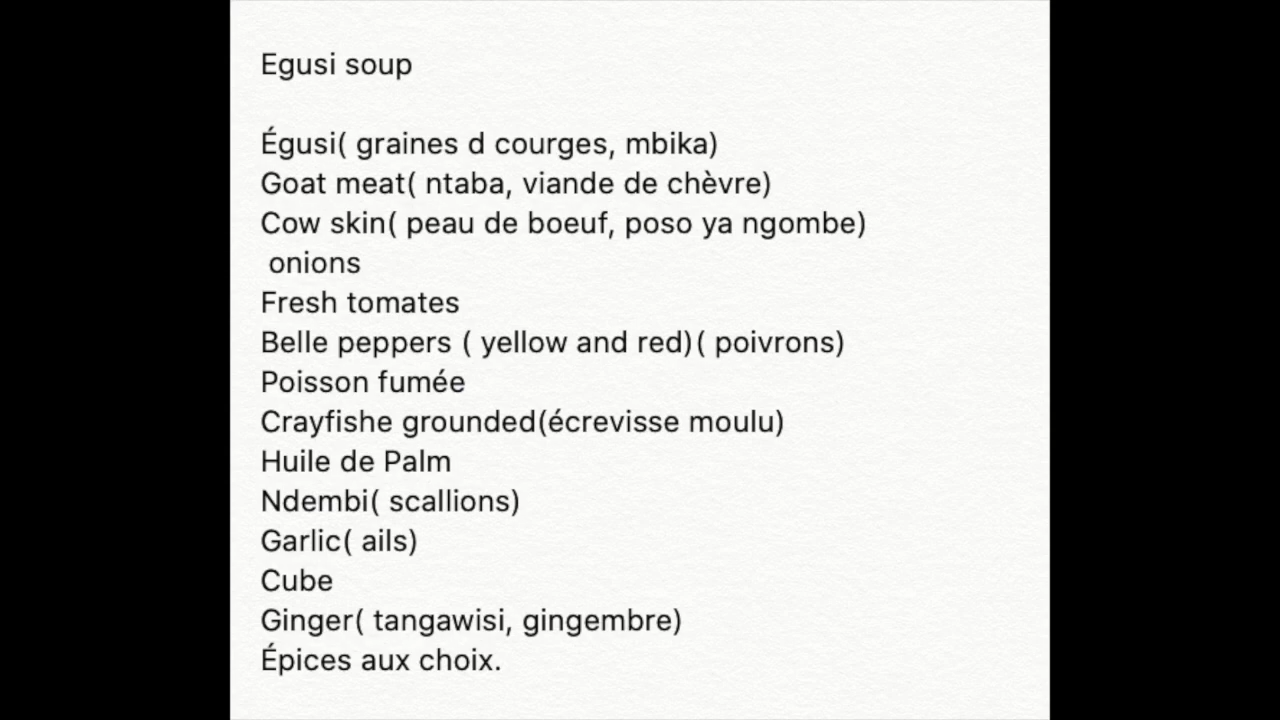 Egusi soup
Égusi( graines d courges, mbika)
Goat meat( ntaba, viande de chèvre)
Cow skin( peau de boeuf, poso ya ngombe)
onions
Fresh tomates
Belle peppers ( yellow and red)( poivrons)
Poisson fumée
Crayfishe grounded(écrevisse moulu)
Huile de Palm
Ndembi( scallions)
Garlic( ails)
Cube
Ginger( tangawisi, gingembre)
Épices aux choix.